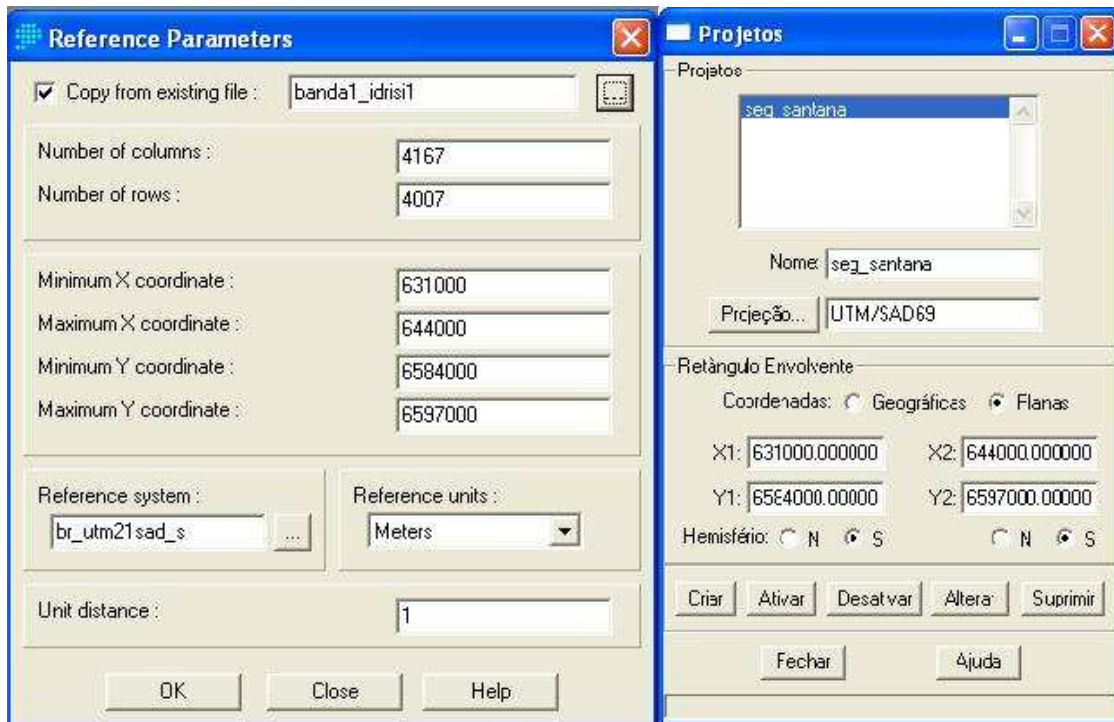 Reference Parameters
Copy from existing file :
banda1_idrisi1
...
Number of columns :
4167
Number of rows :
4007
Minimum X coordinate :
631000
Maximum X coordinate :
644000
Minimum Y coordinate :
6584000
Maximum Y coordinate :
6597000
Reference system :
br_utm21sad_s
...
Reference units :
Meters
Unit distance :
1
OK
Close
Help
Projetos
Projetos
seg_santana
Nome: seg_santana
Projeção... UTM/SAD69
Retângulo Envolvente
Coordenadas: Geográficas Planas
X1: 631000.000000 X2: 644000.000000
Y1: 6584000.00000 Y2: 6597000.00000
Hemisfério: N S N S
Criar Ativar Desativar Alterar Suprimir
Fechar Ajuda